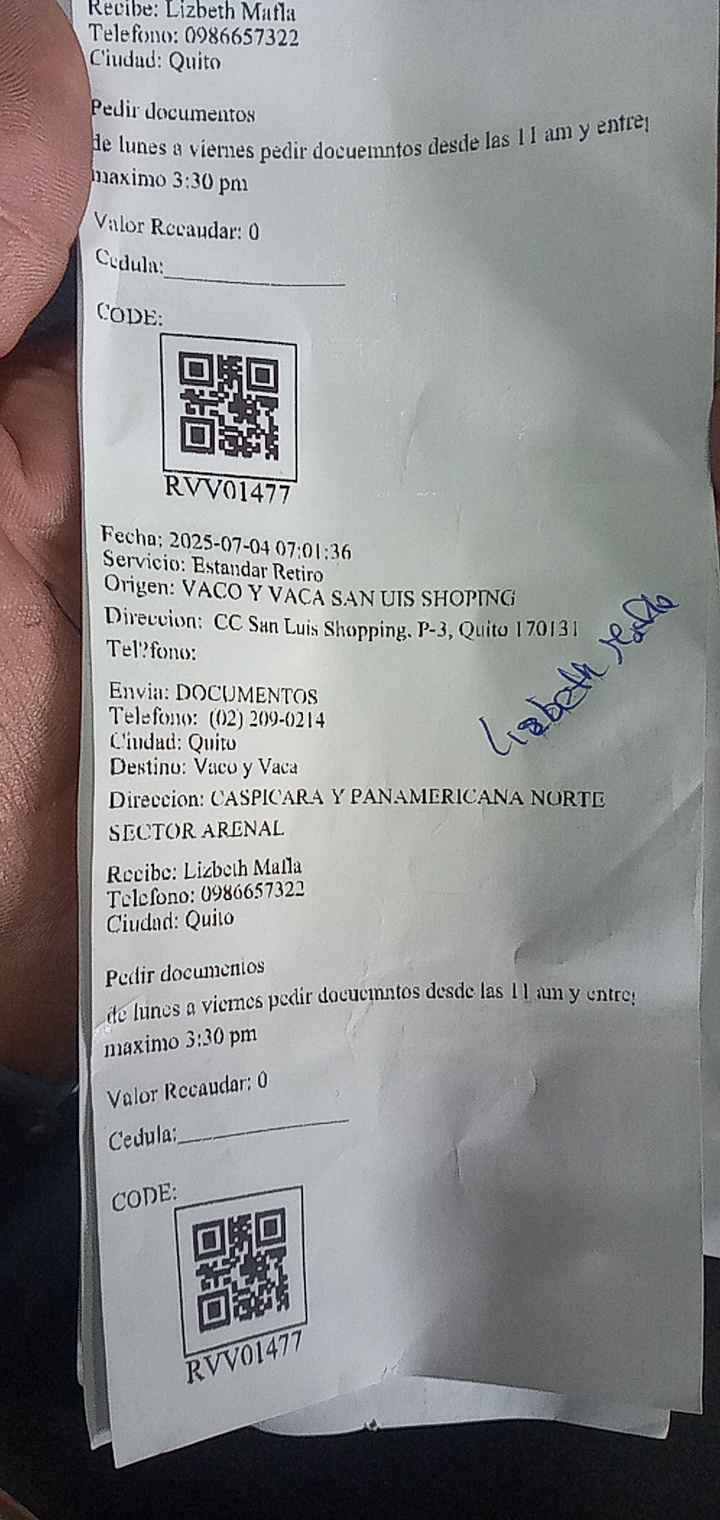 Recibe: Lizbeth Mafla
Telefono: 0986657322
Ciudad: Quito
Pedir documentos
de lunes a viernes pedir docuemntos desde las 11 am y entre
maximo 3:30 pm
Valor Recaudar: 0
Cedula:_______________
CODE:
RVV01477
Fecha: 2025-07-04 07:01:36
Servicio: Estandar Retiro
Origen: VACO Y VACA SAN UIS SHOPING
Direccion: CC San Luis Shopping. P-3, Quito 170131
Tel?fono:
Lizbeth
Envia: DOCUMENTOS
Telefono: (02) 209-0214
Ciudad: Quito
Destino: Vaco y Vaca
Direccion: CASPICARA Y PANAMERICANA NORTE
SECTOR ARENAL
Recibe: Lizbeth Mafla
Telefono: 0986657322
Ciudad: Quito
Pedir documentos
de lunes a viernes pedir docuemntos desde las 11 am y entre
maximo 3:30 pm
Valor Recaudar: 0
Cedula:_______________
CODE:
RVV01477